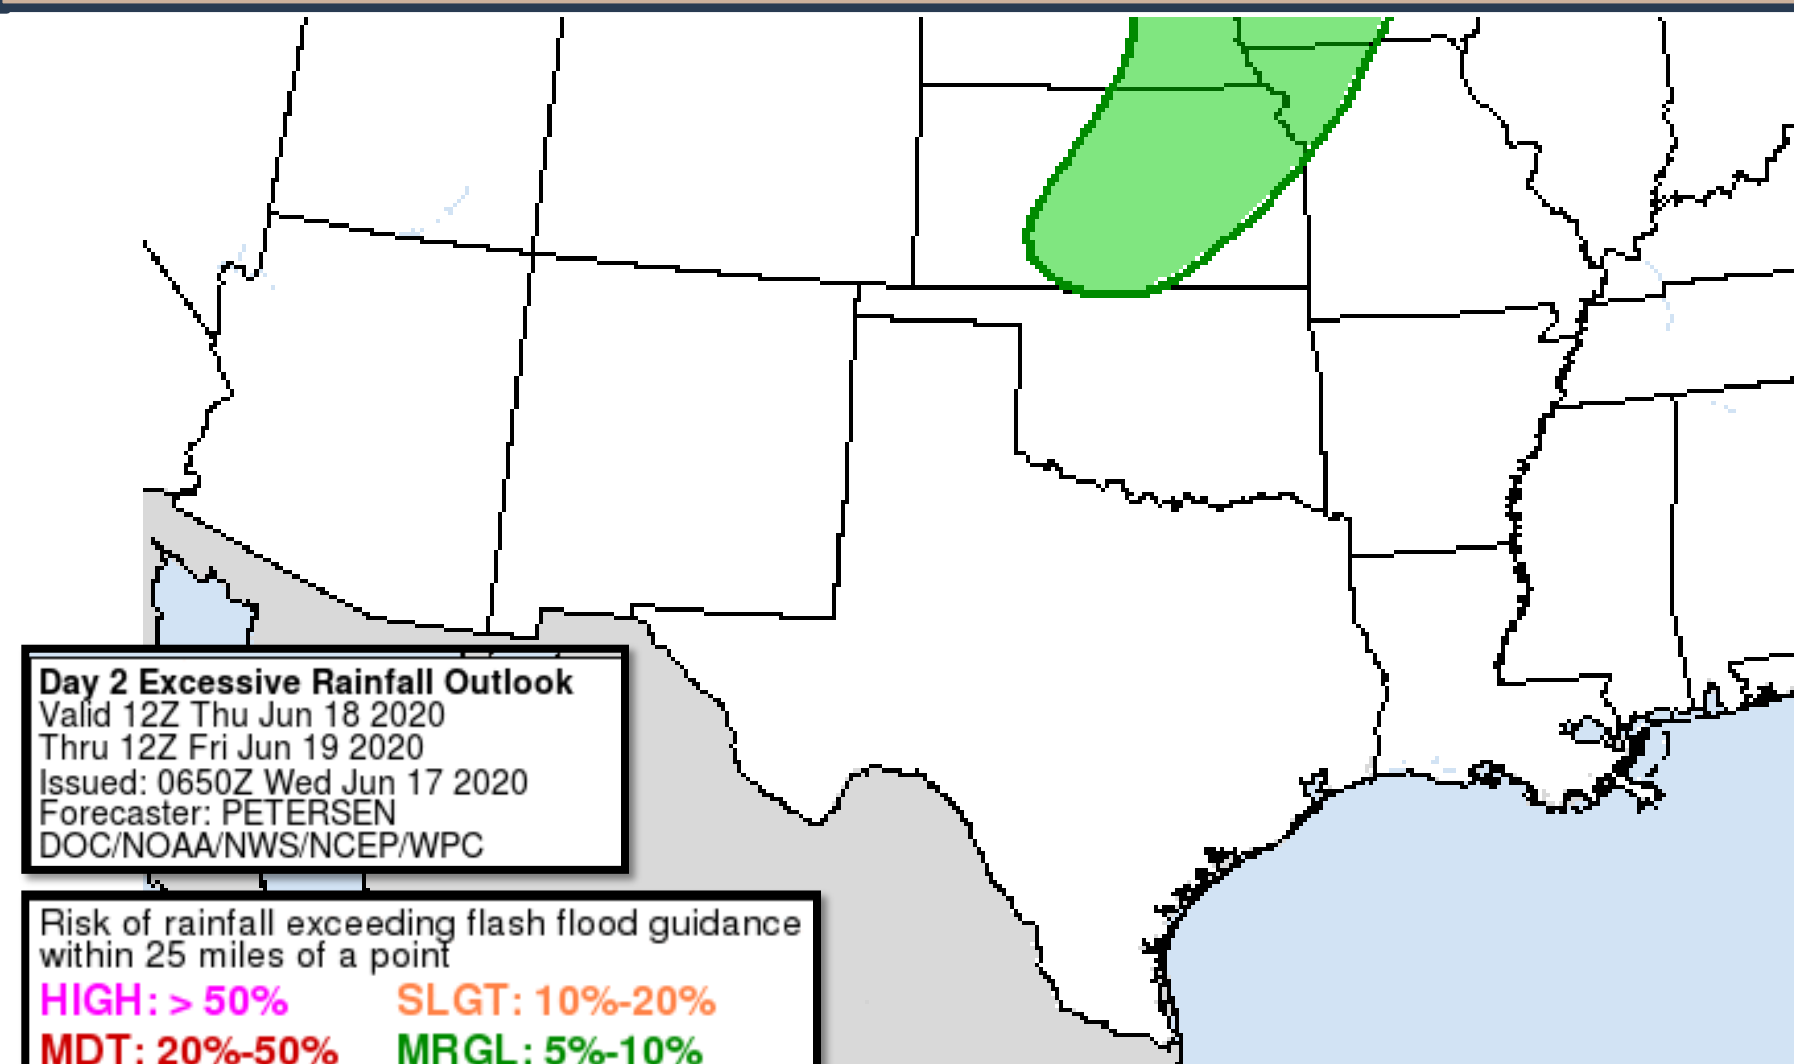 Day 2 Excessive Rainfall Outlook
Valid 12Z Thu Jun 18 2020
Thru 12Z Fri Jun 19 2020
Issued: 0650Z Wed Jun 17 2020
Forecaster: PETERSEN
DOC/NOAA/NWS/NCEP/WPC
Risk of rainfall exceeding flash flood guidance
within 25 miles of a point
HIGH: > 50% SLGT: 10%-20%
MDT: 20%-50% MRGL: 5%-10%